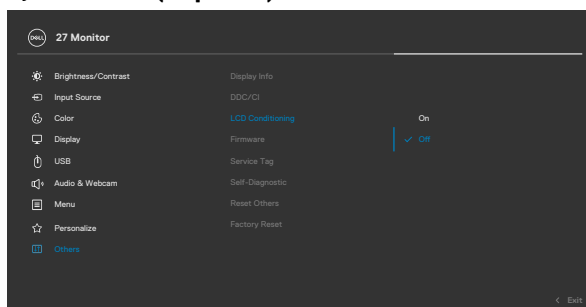 DELL 27 Monitor
Brightness/Contrast Display Info
Input Source DDC/CI
Color LCD Conditioning On
Display Firmware ✓ Off
USB Service Tag
Audio & Webcam Self-Diagnostic
Menu Reset Others
Personalize Factory Reset
Others
< Exit